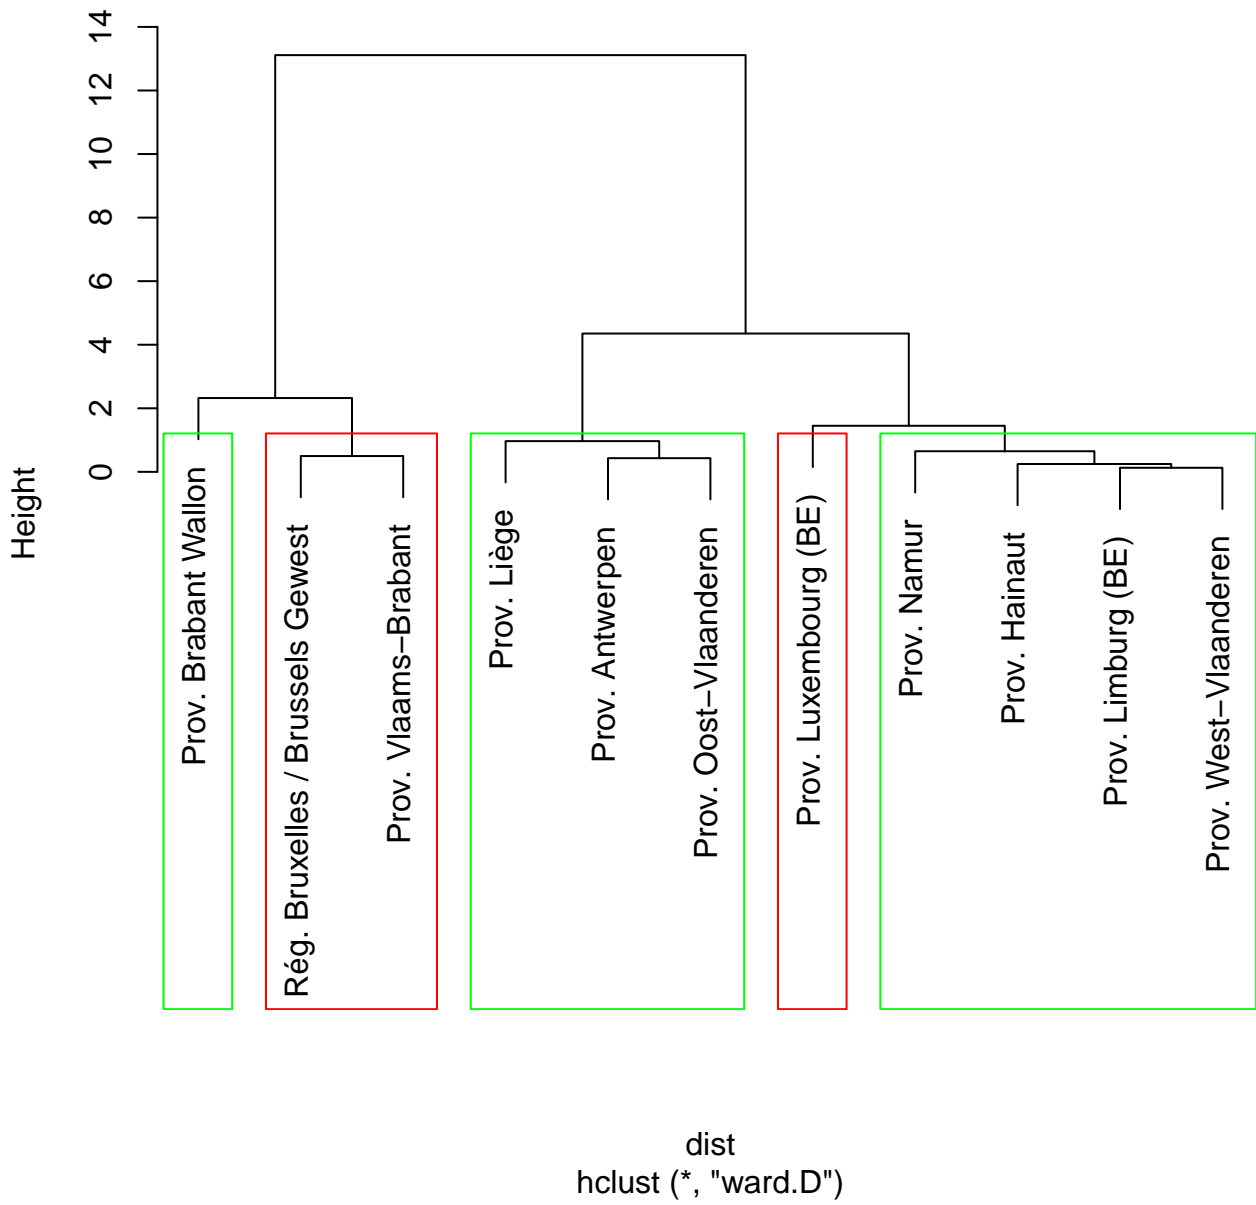 14
12
10
8
6
4
2
0
Height
Prov. Brabant Wallon
Rég. Bruxelles / Brussels Gewest
Prov. Vlaams−Brabant
Prov. Liège
Prov. Antwerpen
Prov. Oost−Vlaanderen
Prov. Luxembourg (BE)
Prov. Namur
Prov. Hainaut
Prov. Limburg (BE)
Prov. West−Vlaanderen
dist
hclust (*, "ward.D")